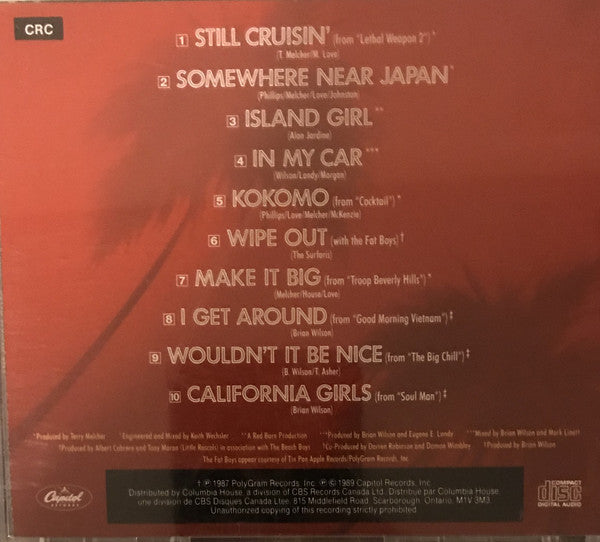 CRC
1 STILL CRUISIN' (from "Lethal Weapon 2")*
(T. Melcher/M. Love)
2 SOMEWHERE NEAR JAPAN*
(Phillips/Melcher/Love/Johnston)
3 ISLAND GIRL**
(Alan Jardine)
4 IN MY CAR***
(Wilson/Landy/Morgan)
5 KOKOMO (from "Cocktail")*
(Phillips/Love/Melcher/McKenzie)
6 WIPE OUT (with the Fat Boys)†
(The Surfaris)
7 MAKE IT BIG (from "Troop Beverly Hills")*
(Melcher/House/Love)
8 I GET AROUND (from "Good Morning Vietnam")‡
(Brian Wilson)
9 WOULDN'T IT BE NICE (from "The Big Chill")‡
(B. Wilson/T. Asher)
10 CALIFORNIA GIRLS (from "Soul Man")‡
(Brian Wilson)
*Produced by Terry Melcher Engineered and Mixed by Keith Wechsler **A Red Barn Production ***Produced by Brian Wilson and Eugene E. Landy ***Mixed by Brian Wilson and Mark Linett
†Produced by Albert Cabrera and Tony Moran (Little Rascals) in association with The Beach Boys †Co-Produced by Darren Robinson and Damon Wimbley ‡Produced by Brian Wilson
The Fat Boys appear courtesy of Tin Pan Apple Records/PolyGram Records, Inc.
† ℗ 1987 PolyGram Records, Inc. ℗ © 1989 Capitol Records, Inc.
Distributed by Columbia House, a division of CBS Records Canada Ltd. Distribué par Columbia House,
une division de CBS Disques Canada Ltee. 815 Middlefield Road, Scarborough, Ontario, M1V 3M3.
Unauthorized copying of this recording strictly prohibited.
Capitol
RECORDS
COMPACT
disc
DIGITAL AUDIO